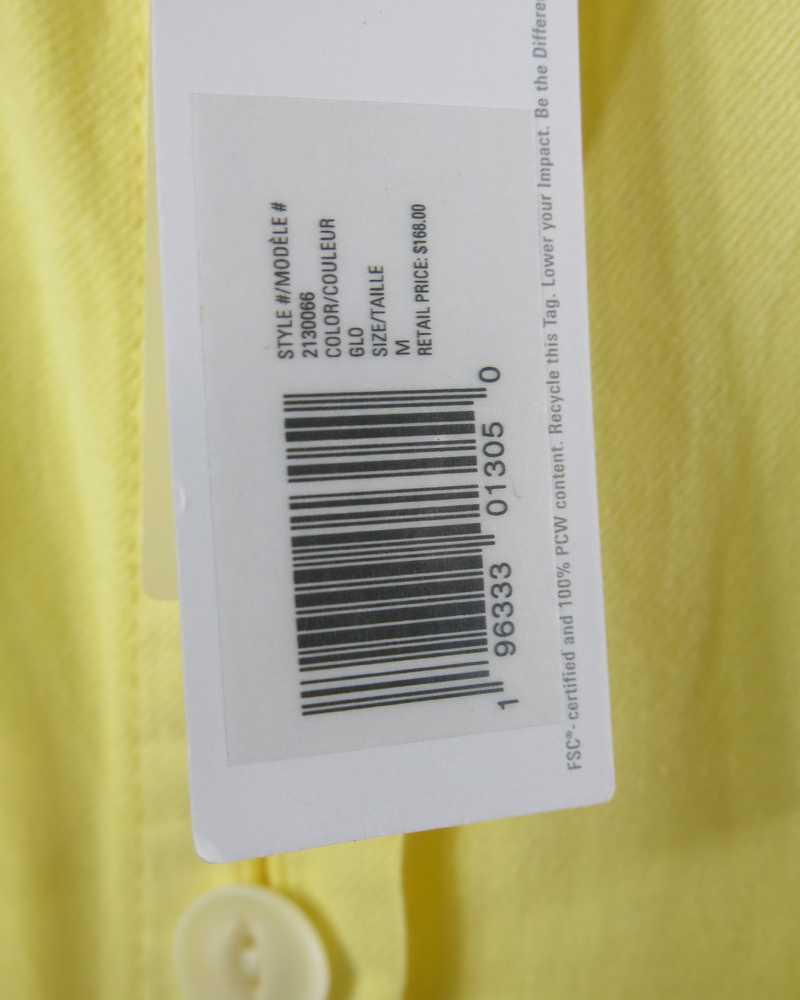 STYLE #/MODÈLE #
2130066
COLOR/COULEUR
GLO
SIZE/TAILLE
M
RETAIL PRICE: $168.00
1 96333 01305 0
FSC®- certified and 100% PCW content. Recycle this Tag. Lower your Impact. Be the